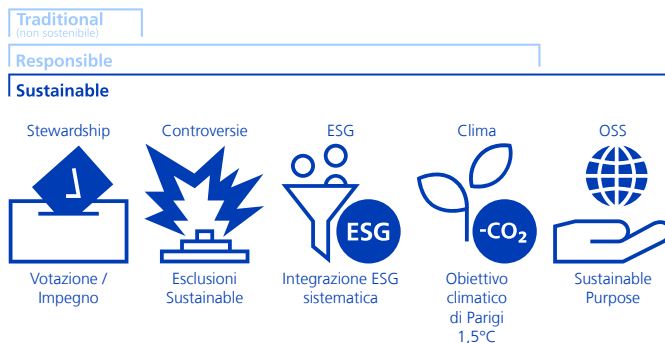 Traditional
(non sostenibile)
Responsible
Sustainable
Stewardship
Controversie
ESG
Clima
OSS
ESG
-CO₂
Votazione /
Impegno
Esclusioni
Sustainable
Integrazione ESG
sistematica
Obiettivo
climatico
di Parigi
1,5°C
Sustainable
Purpose